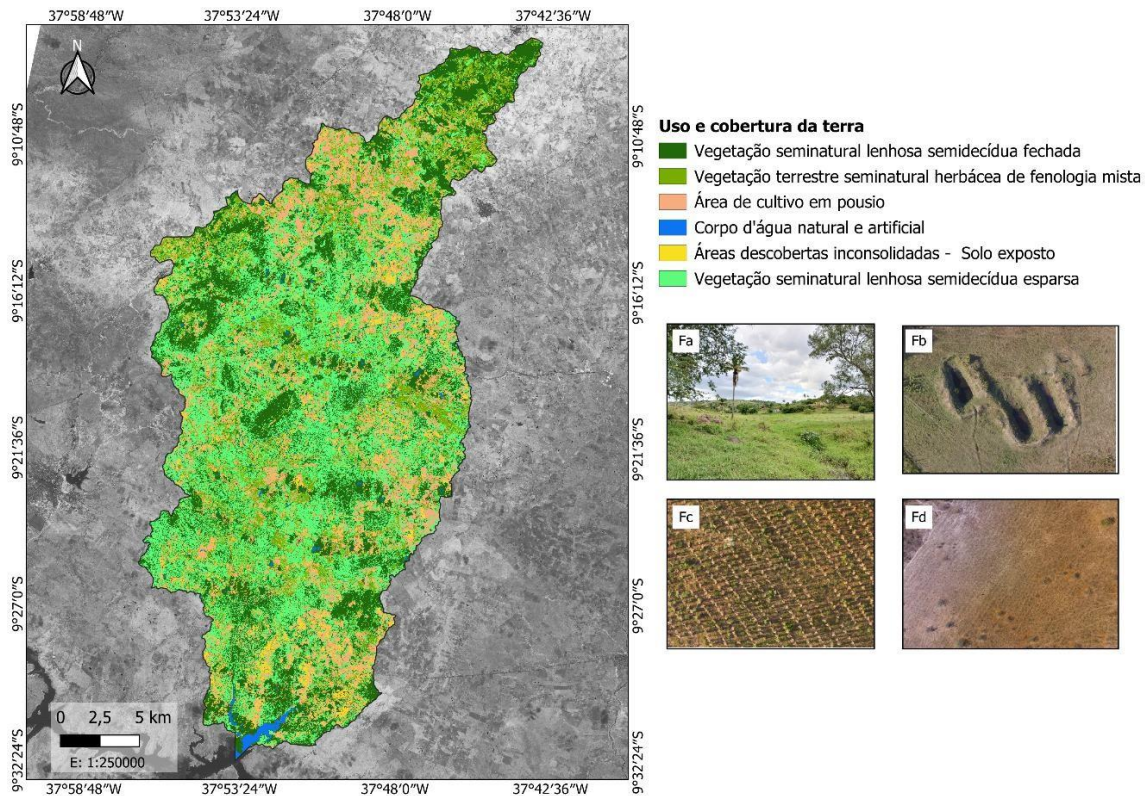 37°58′48″W 37°53′24″W 37°48′0″W 37°42′36″W
N
9°10′48″S 9°10′48″S
9°16′12″S 9°16′12″S
9°21′36″S 9°21′36″S
9°27′0″S 9°27′0″S
9°32′24″S 9°32′24″S
0 2,5 5 km
E: 1:250000
37°58′48″W 37°53′24″W 37°48′0″W 37°42′36″W
Uso e cobertura da terra
Vegetação seminatural lenhosa semidecídua fechada
Vegetação terrestre seminatural herbácea de fenologia mista
Área de cultivo em pousio
Corpo d'água natural e artificial
Áreas descobertas inconsolidadas - Solo exposto
Vegetação seminatural lenhosa semidecídua esparsa
Fa Fb
Fc Fd